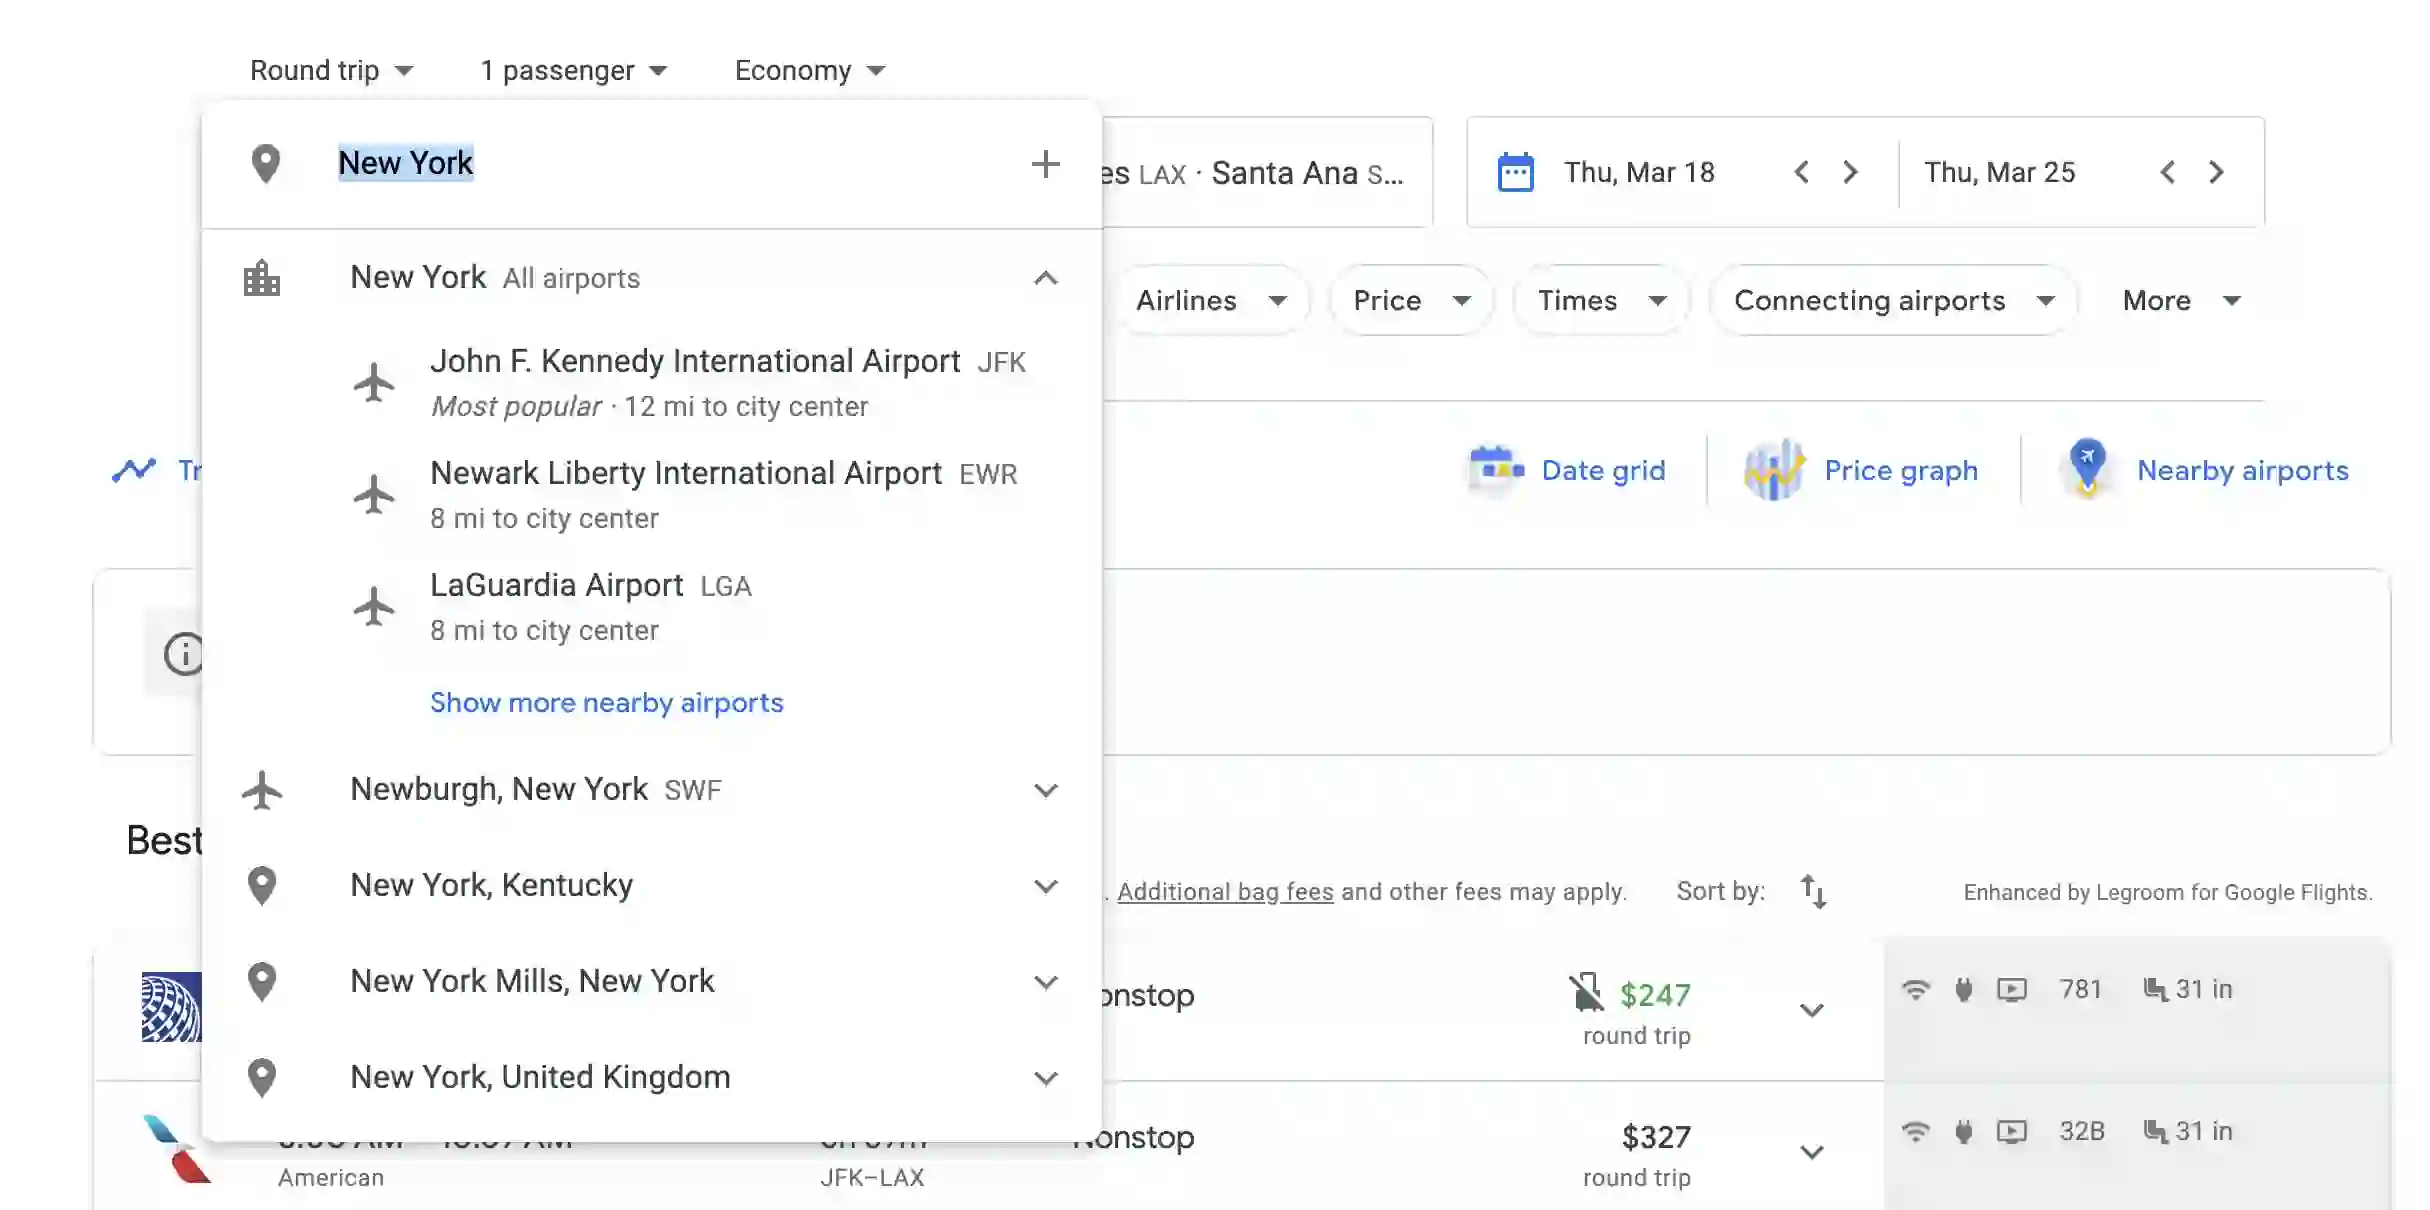 Round trip 1 passenger Economy
New York
LAX · Santa Ana S... Thu, Mar 18 Thu, Mar 25
New York All airports
Airlines Price Times Connecting airports More
John F. Kennedy International Airport JFK
Most popular · 12 mi to city center
Newark Liberty International Airport EWR
8 mi to city center
Date grid Price graph Nearby airports
LaGuardia Airport LGA
8 mi to city center
Show more nearby airports
Newburgh, New York SWF
Best
New York, Kentucky
Additional bag fees and other fees may apply. Sort by: Enhanced by Legroom for Google Flights.
New York Mills, New York
onstop $247 781 31 in
round trip
New York, United Kingdom
Nonstop $327 32B 31 in
American JFK–LAX round trip